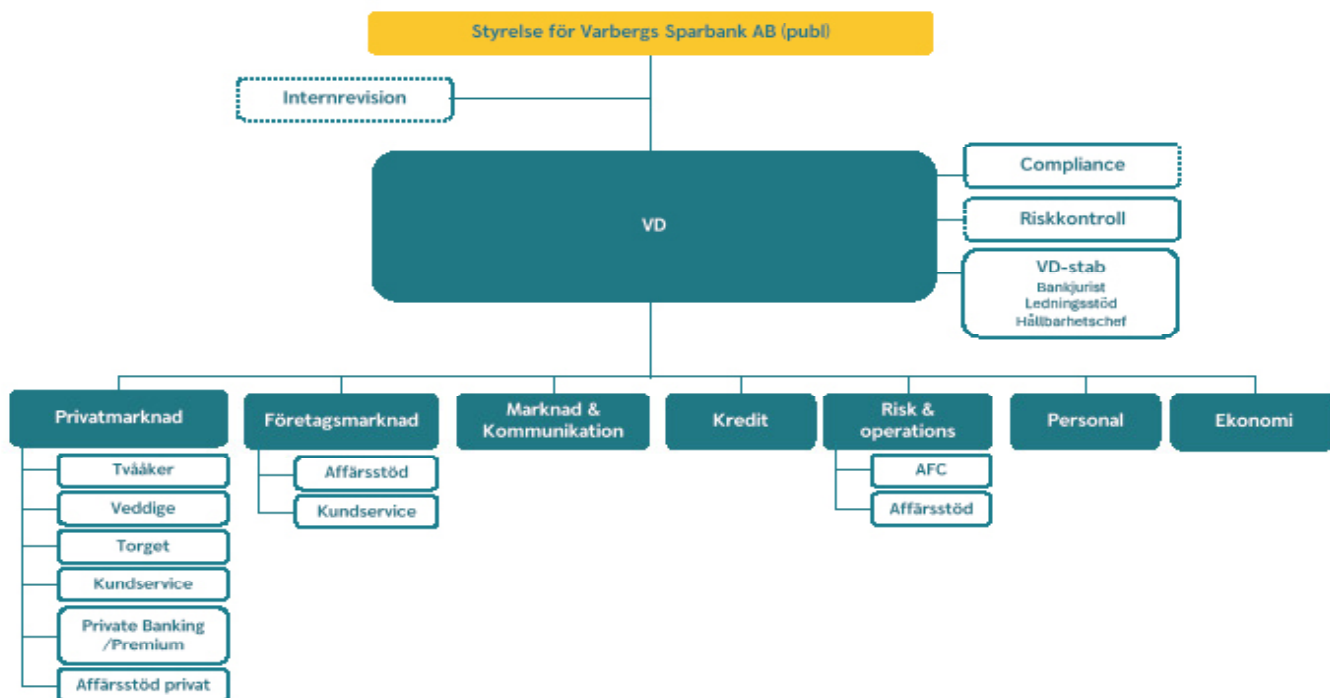 Styrelse för Varbergs Sparbank AB (publ)
Internrevision
VD
Compliance
Riskkontroll
VD-stab
Bankjurist
Ledningsstöd
Hållbarhetschef
Privatmarknad
Tvååker
Veddige
Torget
Kundservice
Private Banking
/Premium
Affärsstöd privat
Företagsmarknad
Affärsstöd
Kundservice
Marknad &
Kommunikation
Kredit
Risk &
operations
AFC
Affärsstöd
Personal
Ekonomi